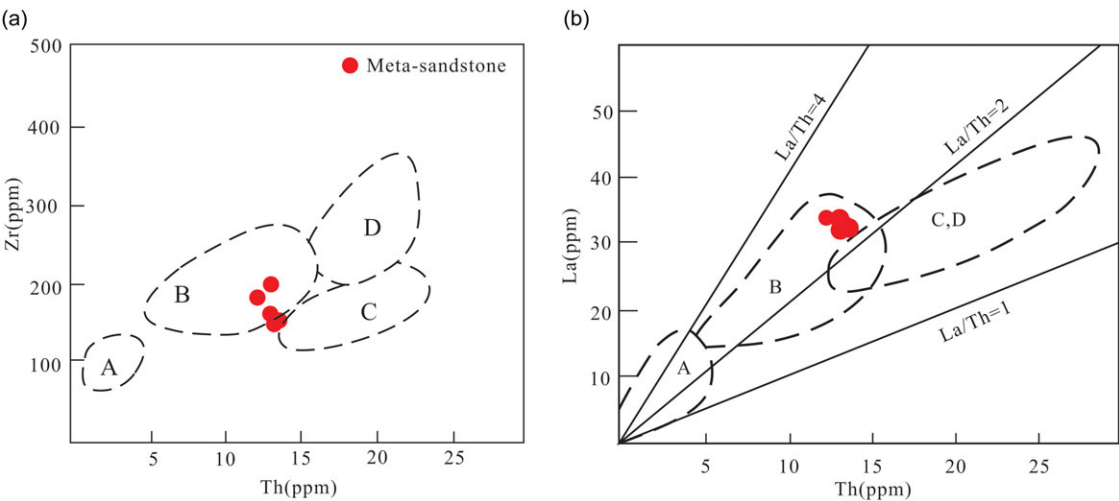 (a)
500
400
300
200
100
Zr(ppm)
Meta-sandstone
A
B
C
D
5
10
15
20
25
Th(ppm)
(b)
50
40
30
20
10
La(ppm)
La/Th=4
La/Th=2
La/Th=1
A
B
C,D
5
10
15
20
25
Th(ppm)